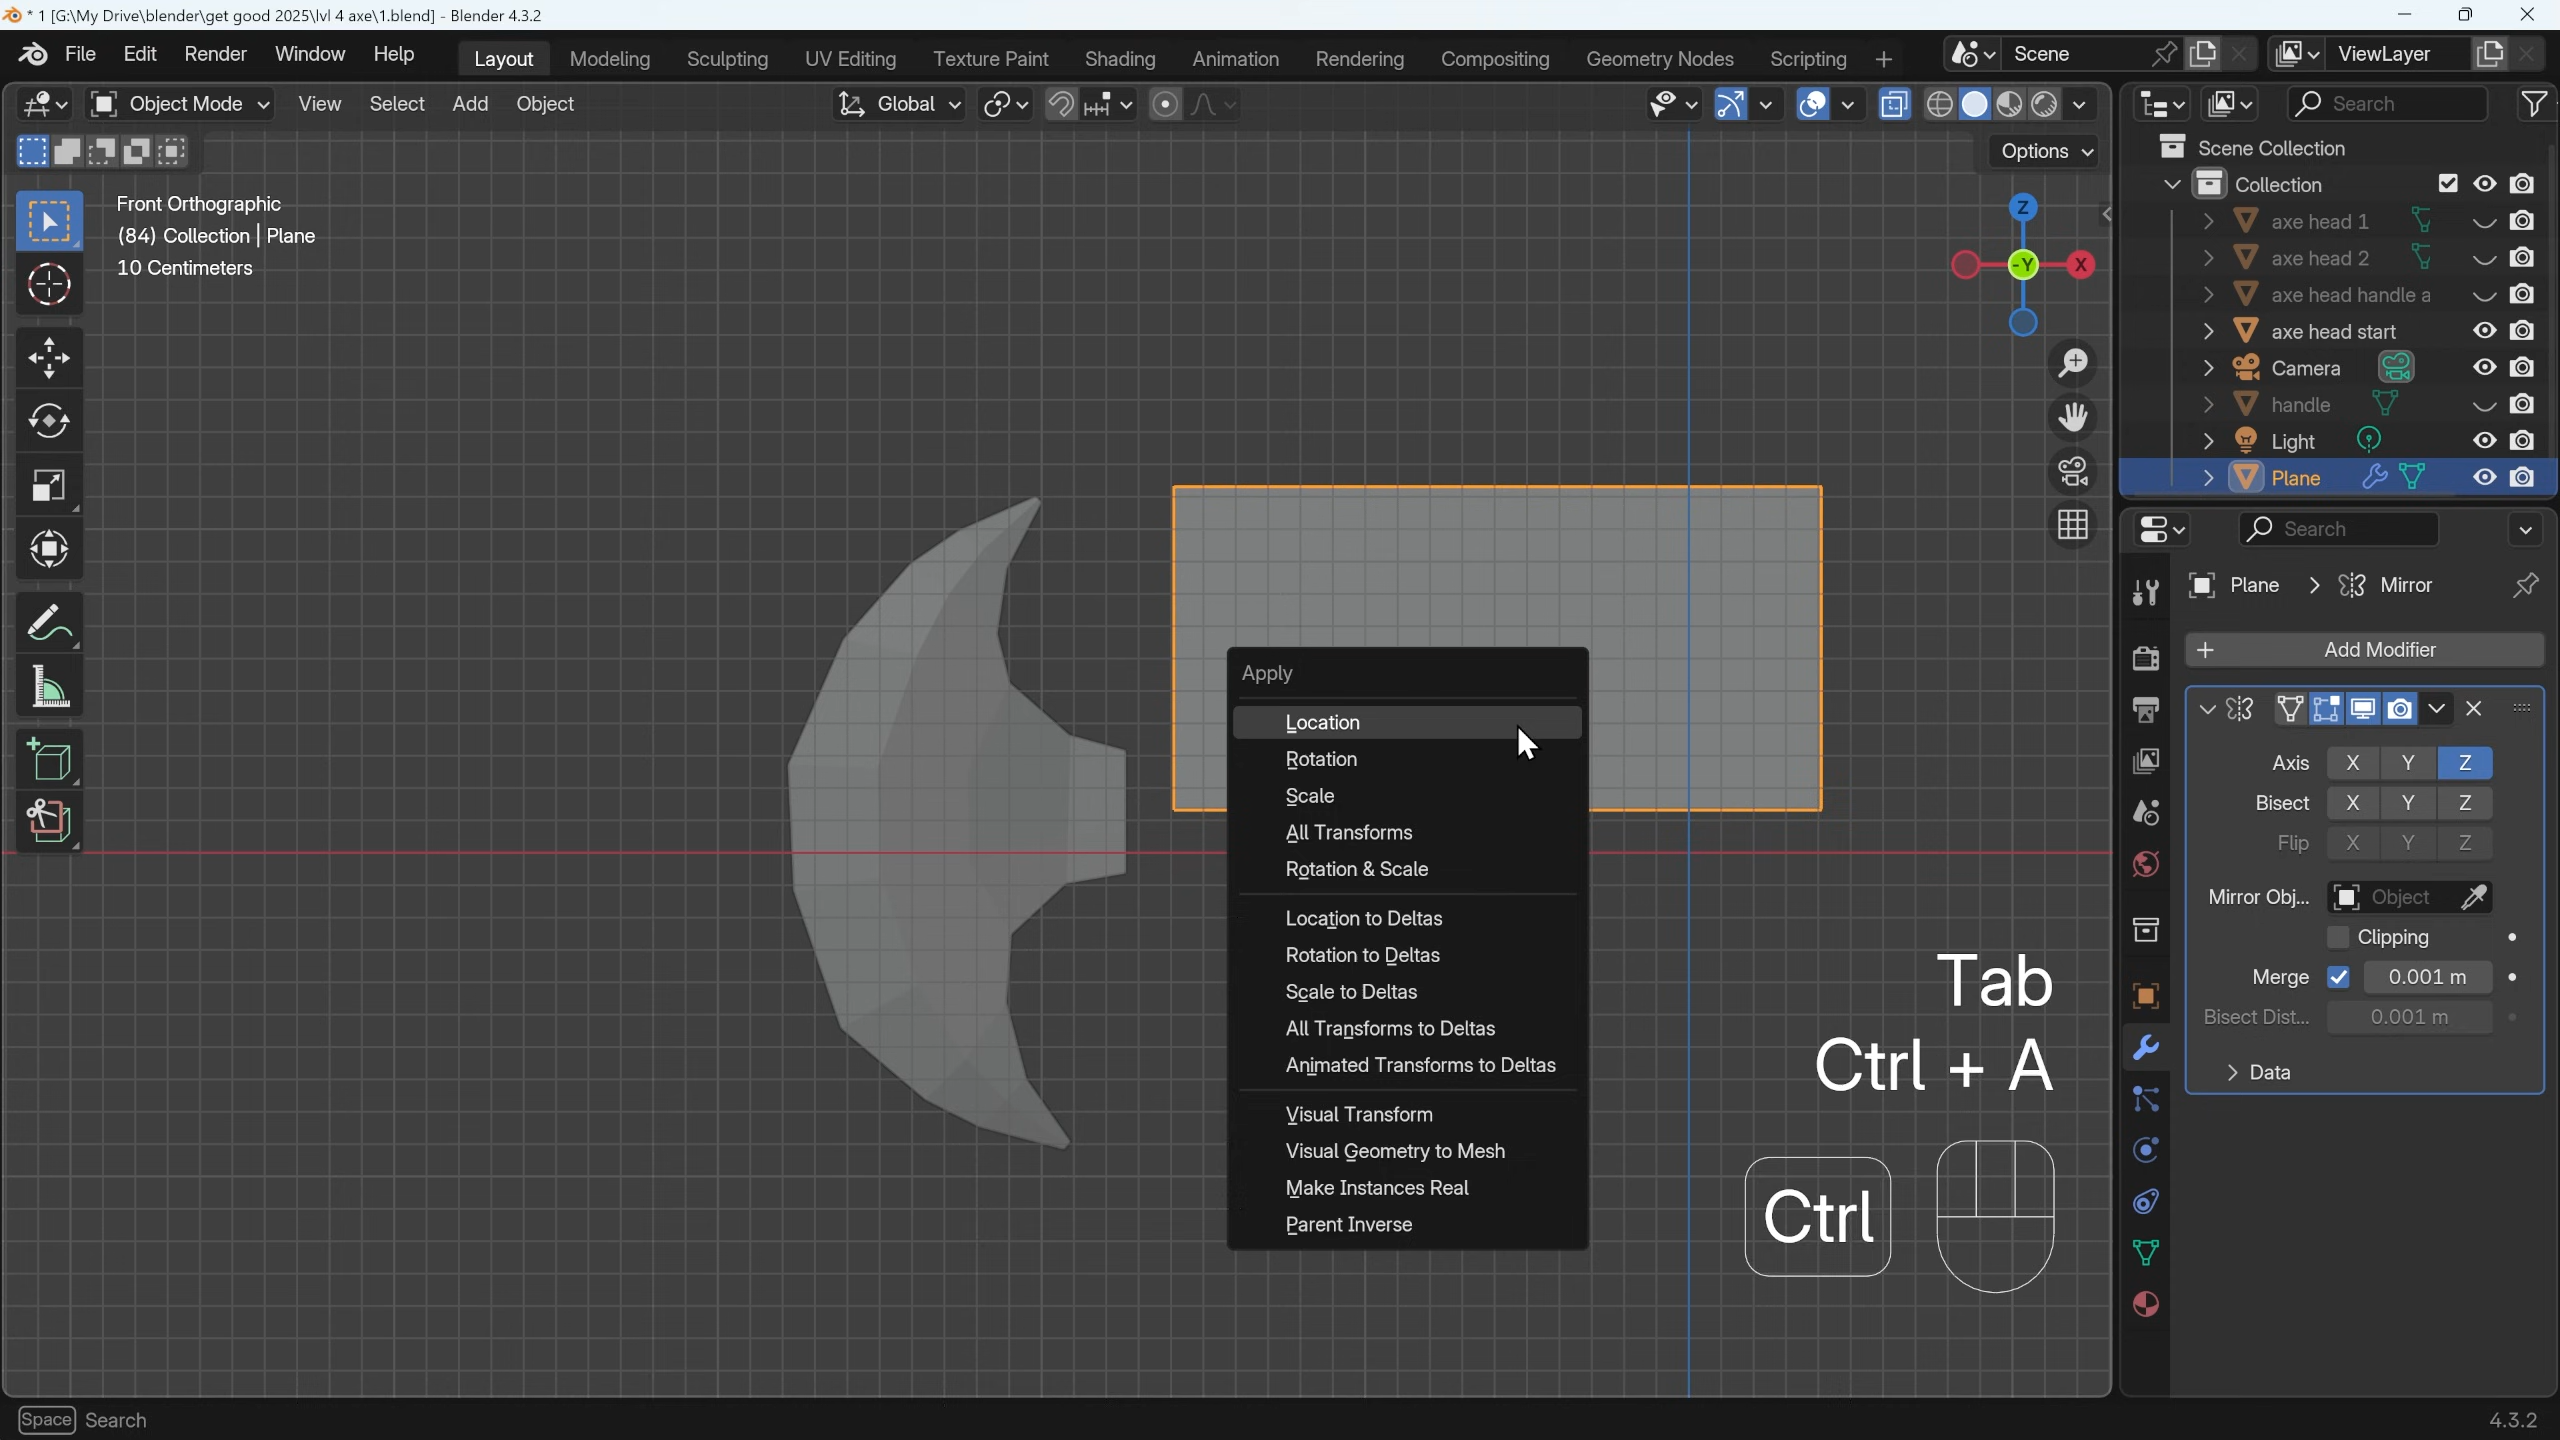 * 1 [G:\My Drive\blender\get good 2025\lvl 4 axe\1.blend] - Blender 4.3.2
File Edit Render Window Help Layout Modeling Sculpting UV Editing Texture Paint Shading Animation Rendering Compositing Geometry Nodes Scripting + Scene ViewLayer
Object Mode View Select Add Object Global Search
Options
Front Orthographic
(84) Collection | Plane
10 Centimeters
Z
-Y
X
Scene Collection
Collection
axe head 1
axe head 2
axe head handle a
axe head start
Camera
handle
Light
Plane
Search
Plane > Mirror
+ Add Modifier
Axis X Y Z
Bisect X Y Z
Flip X Y Z
Mirror Obj... Object
Clipping
Merge 0.001 m
Bisect Dist... 0.001 m
Data
Apply
Location
Rotation
Scale
All Transforms
Rotation & Scale
Location to Deltas
Rotation to Deltas
Scale to Deltas
All Transforms to Deltas
Animated Transforms to Deltas
Visual Transform
Visual Geometry to Mesh
Make Instances Real
Parent Inverse
Tab
Ctrl + A
Ctrl
Space Search
4.3.2